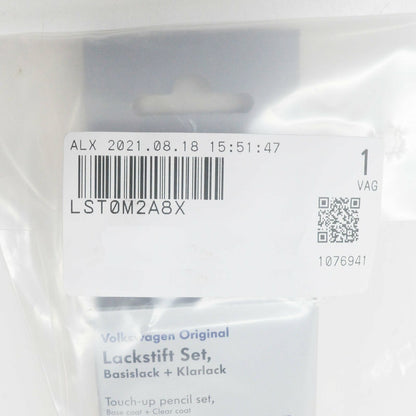 ALX 2021.08.18 15:51:47
1
VAG
LST0M2A8X
1076941
Volkswagen Original
Lackstift Set,
Basislack + Klarlack
Touch-up pencil set,
Base coat + Clear coat